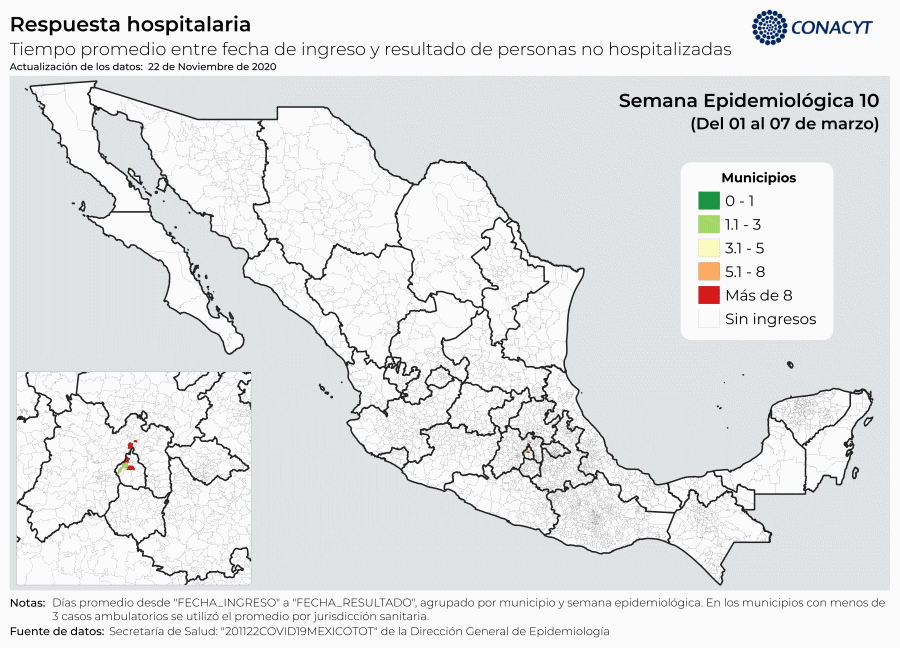 Respuesta hospitalaria
Tiempo promedio entre fecha de ingreso y resultado de personas no hospitalizadas
Actualización de los datos: 22 de Noviembre de 2020
CONACYT
Semana Epidemiológica 10
(Del 01 al 07 de marzo)
Municipios
0 - 1
1.1 - 3
3.1 - 5
5.1 - 8
Más de 8
Sin ingresos
Notas: Días promedio desde "FECHA_INGRESO" a "FECHA_RESULTADO", agrupado por municipio y semana epidemiológica. En los municipios con menos de
3 casos ambulatorios se utilizó el promedio por jurisdicción sanitaria.
Fuente de datos: Secretaría de Salud: "201122COVID19MEXICOTOT" de la Dirección General de Epidemiología